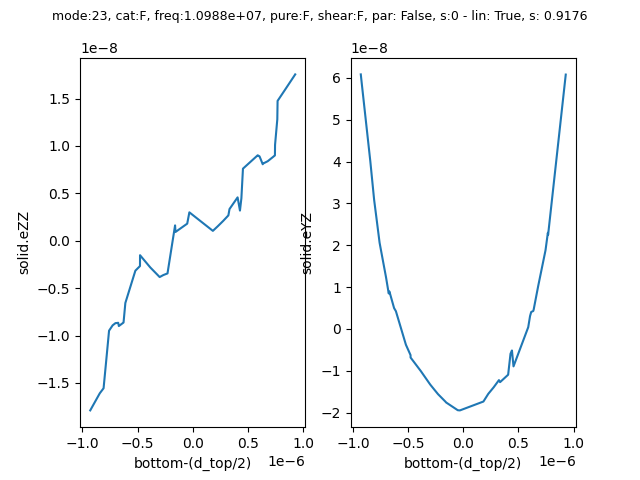 mode:23, cat:F, freq:1.0988e+07, pure:F, shear:F, par: False, s:0 - lin: True, s: 0.9176
1e−8
solid.eZZ
1.5
1.0
0.5
0.0
−0.5
−1.0
−1.5
−1.0 −0.5 0.0 0.5 1.0
bottom-(d_top/2) 1e−6
1e−8
solid.eYZ
6
4
2
0
−2
−1.0 −0.5 0.0 0.5 1.0
bottom-(d_top/2) 1e−6